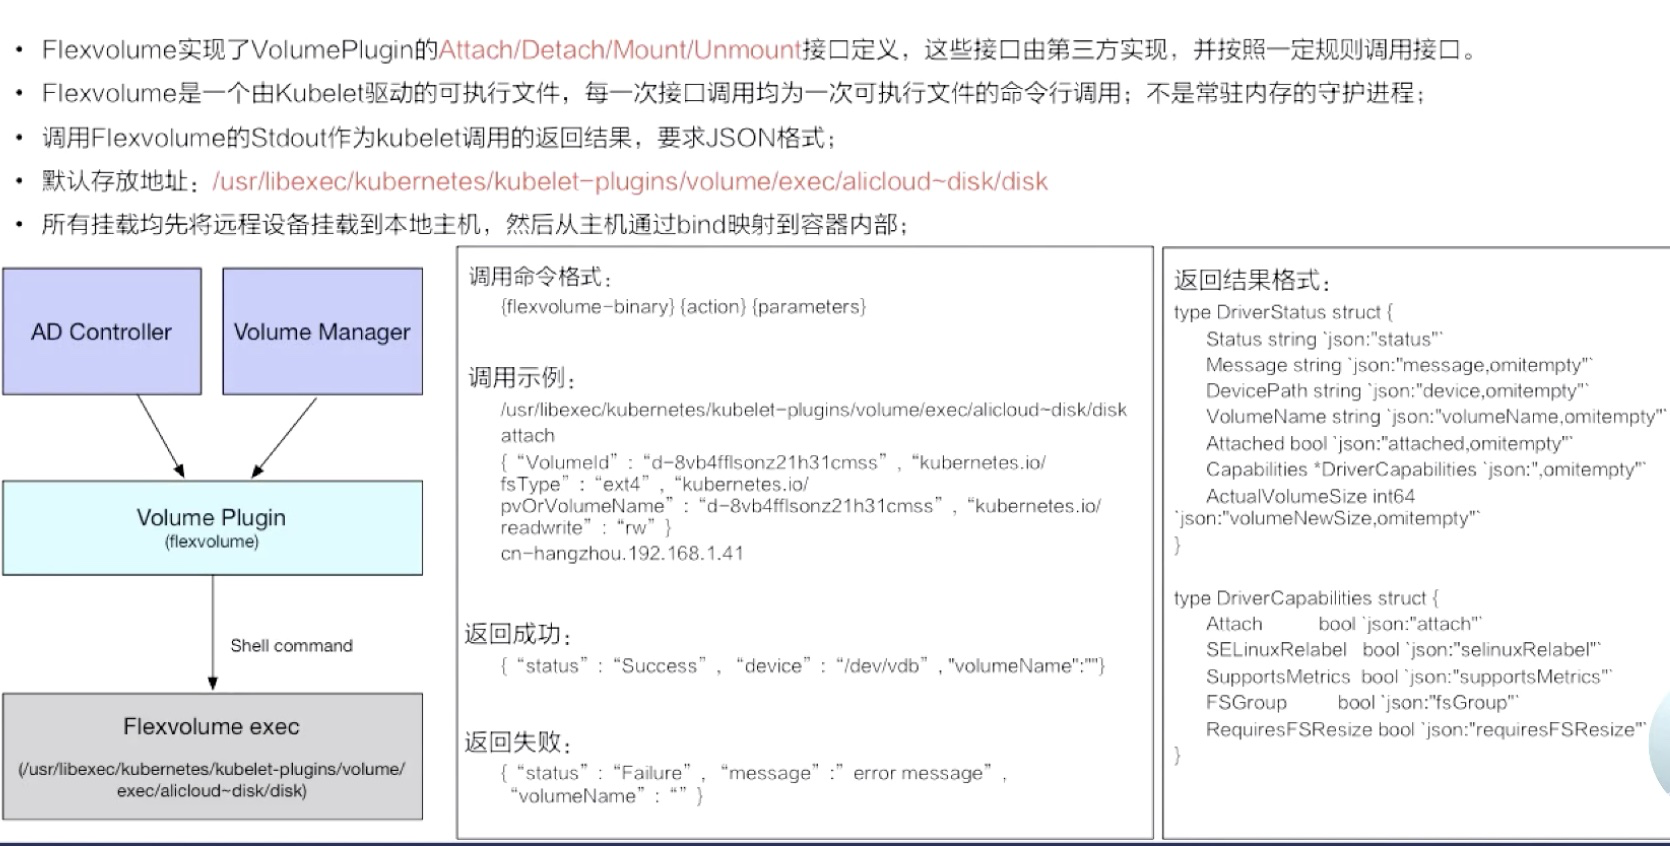 • Flexvolume实现了VolumePlugin的Attach/Detach/Mount/Unmount接口定义，这些接口由第三方实现，并按照一定规则调用接口。
• Flexvolume是一个由Kubelet驱动的可执行文件，每一次接口调用均为一次可执行文件的命令行调用；不是常驻内存的守护进程；
• 调用Flexvolume的Stdout作为kubelet调用的返回结果，要求JSON格式；
• 默认存放地址：/usr/libexec/kubernetes/kubelet-plugins/volume/exec/alicloud~disk/disk
• 所有挂载均先将远程设备挂载到本地主机，然后从主机通过bind映射到容器内部；
AD Controller
Volume Manager
Volume Plugin
(flexvolume)
Shell command
Flexvolume exec
(/usr/libexec/kubernetes/kubelet-plugins/volume/
exec/alicloud~disk/disk)
调用命令格式：
{flexvolume-binary} {action} {parameters}
调用示例：
/usr/libexec/kubernetes/kubelet-plugins/volume/exec/alicloud~disk/disk
attach
{ “VolumeId” : “d-8vb4fflsonz21h31cmss” , “kubernetes.io/
fsType” : “ext4” , “kubernetes.io/
pvOrVolumeName” : “d-8vb4fflsonz21h31cmss” , “kubernetes.io/
readwrite” : “rw” }
cn-hangzhou.192.168.1.41
返回成功：
{ “status” : “Success” , “device” : “/dev/vdb” ,"volumeName":""}
返回失败：
{ “status” : “Failure” , “message” :” error message” ,
“volumeName” : “” }
返回结果格式：
type DriverStatus struct {
Status string `json:"status"`
Message string `json:"message,omitempty"`
DevicePath string `json:"device,omitempty"`
VolumeName string `json:"volumeName,omitempty"`
Attached bool `json:"attached,omitempty"`
Capabilities *DriverCapabilities `json:",omitempty"`
ActualVolumeSize int64
`json:"volumeNewSize,omitempty"`
}
type DriverCapabilities struct {
Attach bool `json:"attach"`
SELinuxRelabel bool `json:"selinuxRelabel"`
SupportsMetrics bool `json:"supportsMetrics"`
FSGroup bool `json:"fsGroup"`
RequiresFSResize bool `json:"requiresFSResize"`
}